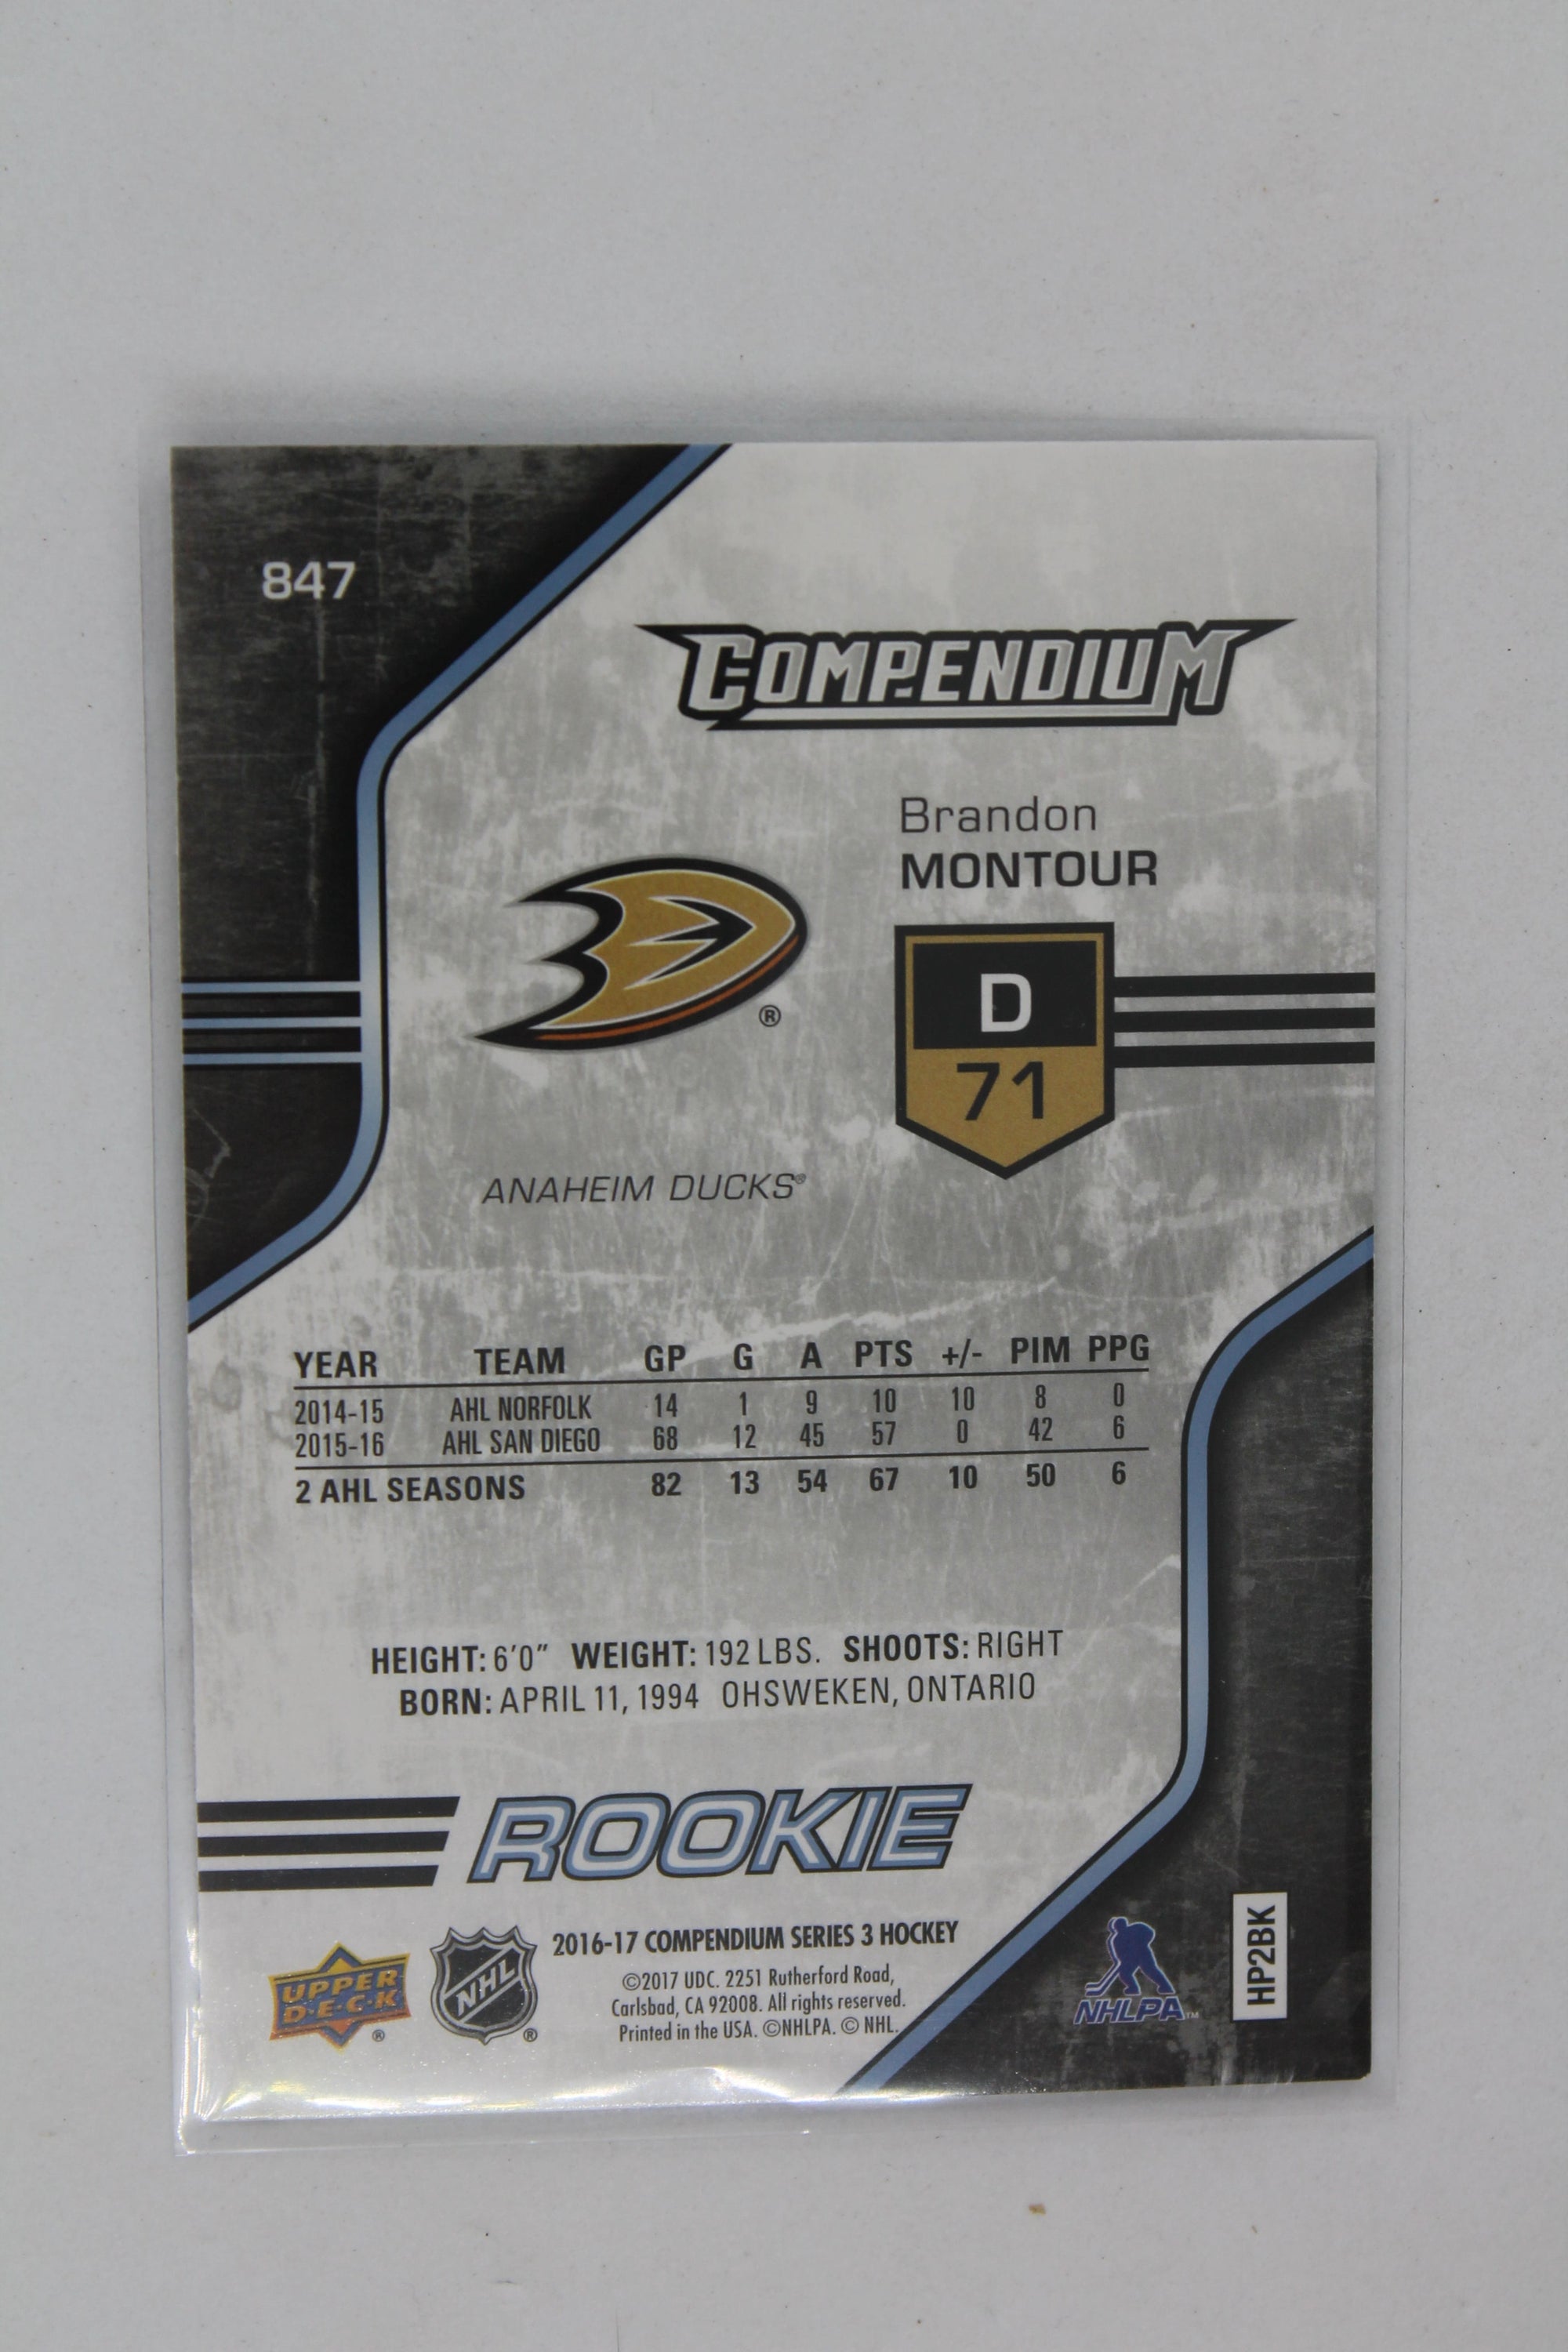 847
COMPENDIUM
Brandon
MONTOUR
D
71
®
ANAHEIM DUCKS®
YEAR TEAM GP G A PTS +/- PIM PPG
2014-15 AHL NORFOLK 14 1 9 10 10 8 0
2015-16 AHL SAN DIEGO 68 12 45 57 0 42 6
2 AHL SEASONS 82 13 54 67 10 50 6
HEIGHT: 6'0" WEIGHT: 192 LBS. SHOOTS: RIGHT
BORN: APRIL 11, 1994 OHSWEKEN, ONTARIO
ROOKIE
UPPER
D·E·C·K
®
NHL
®
2016-17 COMPENDIUM SERIES 3 HOCKEY
©2017 UDC. 2251 Rutherford Road,
Carlsbad, CA 92008. All rights reserved.
Printed in the USA. ©NHLPA. © NHL.
NHLPA™
HP2BK